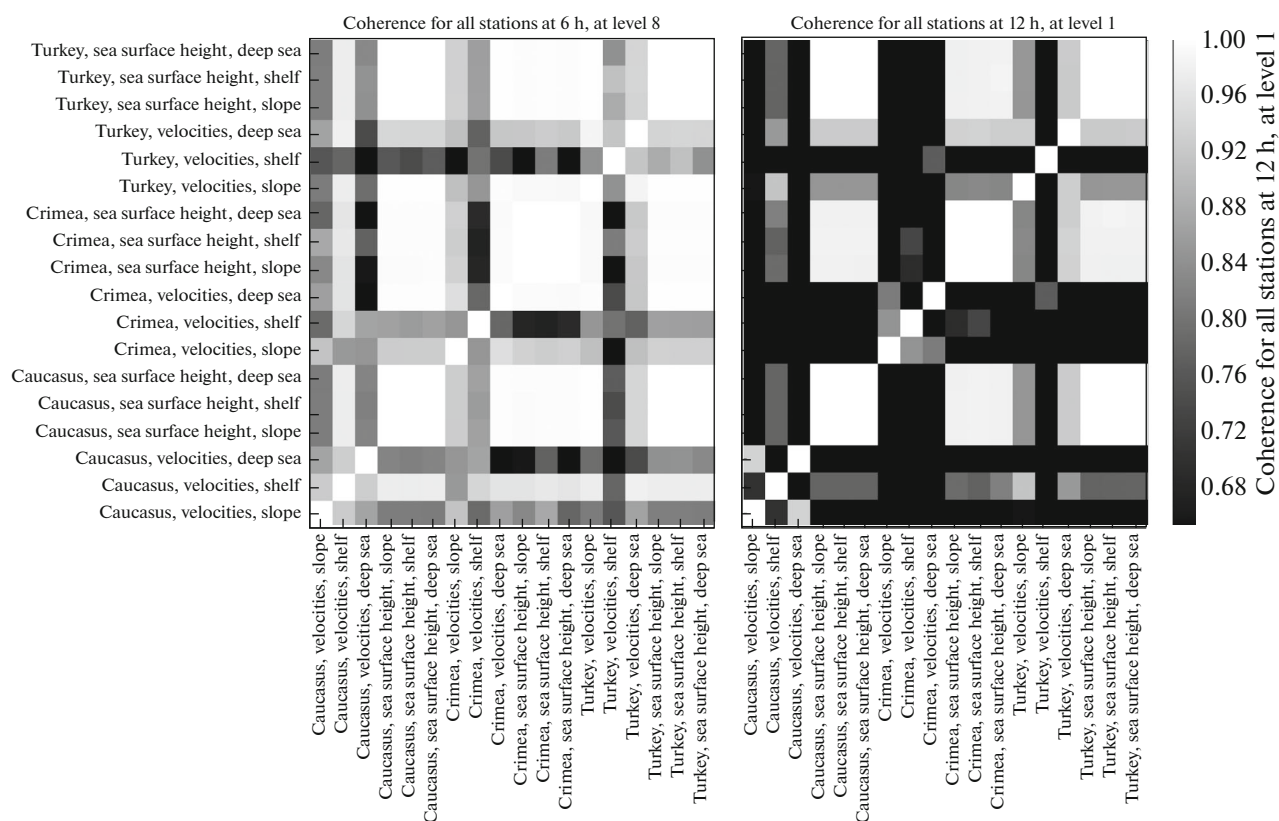 Coherence for all stations at 6 h, at level 8
Coherence for all stations at 12 h, at level 1
Turkey, sea surface height, deep sea
Turkey, sea surface height, shelf
Turkey, sea surface height, slope
Turkey, velocities, deep sea
Turkey, velocities, shelf
Turkey, velocities, slope
Crimea, sea surface height, deep sea
Crimea, sea surface height, shelf
Crimea, sea surface height, slope
Crimea, velocities, deep sea
Crimea, velocities, shelf
Crimea, velocities, slope
Caucasus, sea surface height, deep sea
Caucasus, sea surface height, shelf
Caucasus, sea surface height, slope
Caucasus, velocities, deep sea
Caucasus, velocities, shelf
Caucasus, velocities, slope
Caucasus, velocities, slope
Caucasus, velocities, shelf
Caucasus, velocities, deep sea
Caucasus, sea surface height, slope
Caucasus, sea surface height, shelf
Caucasus, sea surface height, deep sea
Crimea, velocities, slope
Crimea, velocities, shelf
Crimea, velocities, deep sea
Crimea, sea surface height, slope
Crimea, sea surface height, shelf
Crimea, sea surface height, deep sea
Turkey, velocities, slope
Turkey, velocities, shelf
Turkey, velocities, deep sea
Turkey, sea surface height, slope
Turkey, sea surface height, shelf
Turkey, sea surface height, deep sea
Caucasus, velocities, slope
Caucasus, velocities, shelf
Caucasus, velocities, deep sea
Caucasus, sea surface height, slope
Caucasus, sea surface height, shelf
Caucasus, sea surface height, deep sea
Crimea, velocities, slope
Crimea, velocities, shelf
Crimea, velocities, deep sea
Crimea, sea surface height, slope
Crimea, sea surface height, shelf
Crimea, sea surface height, deep sea
Turkey, velocities, slope
Turkey, velocities, shelf
Turkey, velocities, deep sea
Turkey, sea surface height, slope
Turkey, sea surface height, shelf
Turkey, sea surface height, deep sea
1.00
0.96
0.92
0.88
0.84
0.80
0.76
0.72
0.68
Coherence for all stations at 12 h, at level 1